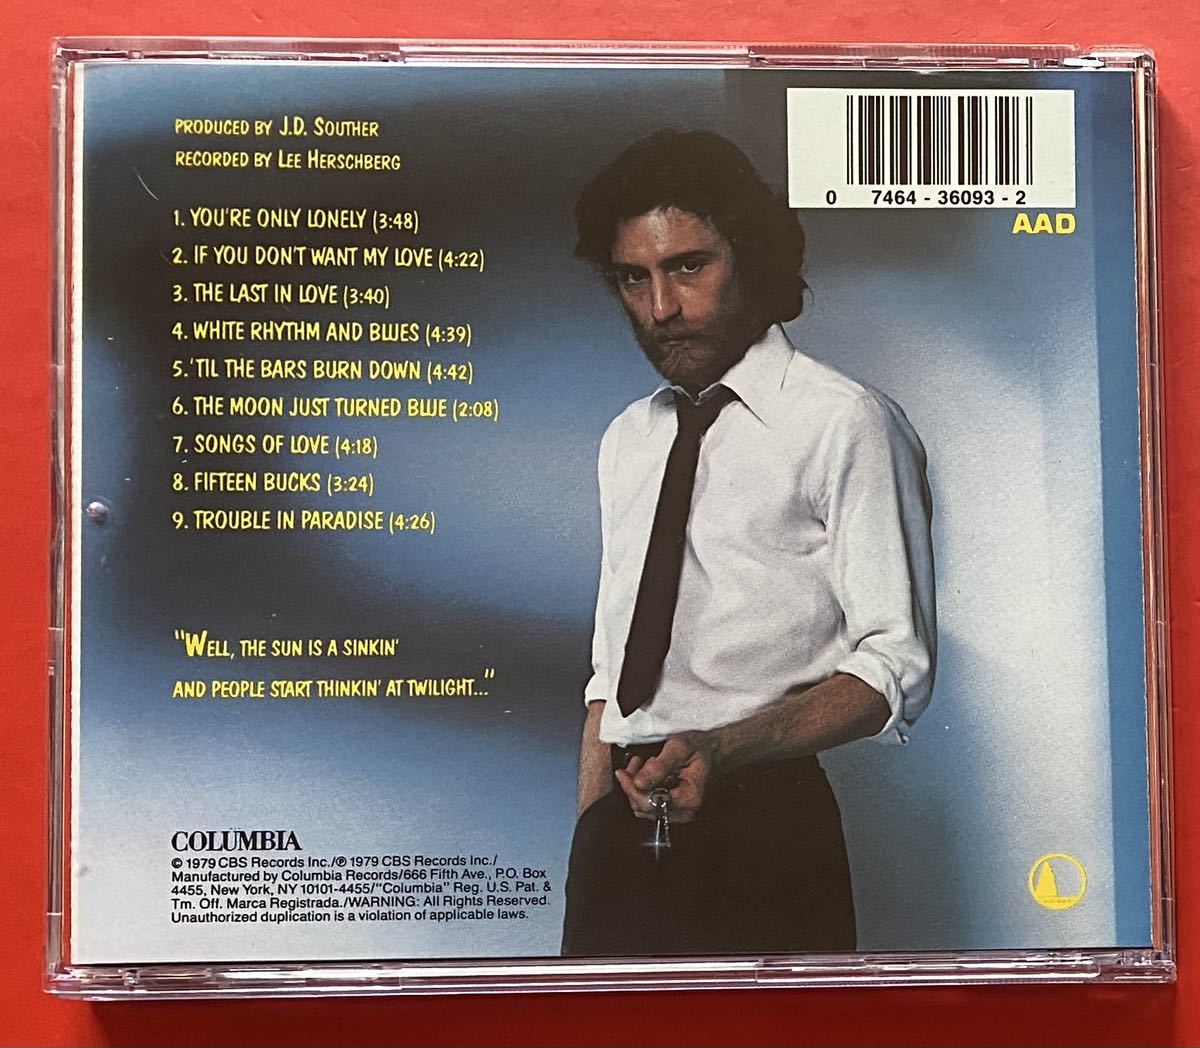 PRODUCED BY J.D. SOUTHER
RECORDED BY LEE HERSCHBERG
1. YOU'RE ONLY LONELY (3:48)
2. IF YOU DON'T WANT MY LOVE (4:22)
3. THE LAST IN LOVE (3:40)
4. WHITE RHYTHM AND BLUES (4:39)
5. 'TIL THE BARS BURN DOWN (4:42)
6. THE MOON JUST TURNED BLUE (2:08)
7. SONGS OF LOVE (4:18)
8. FIFTEEN BUCKS (3:24)
9. TROUBLE IN PARADISE (4:26)
"WELL, THE SUN IS A SINKIN'
AND PEOPLE START THINKIN' AT TWILIGHT..."
0 7464 - 36093 - 2
AAD
COLUMBIA
© 1979 CBS Records Inc./℗ 1979 CBS Records Inc./
Manufactured by Columbia Records/666 Fifth Ave., P.O. Box
4455, New York, NY 10101-4455/"Columbia" Reg. U.S. Pat. &
Tm. Off. Marca Registrada./WARNING: All Rights Reserved.
Unauthorized duplication is a violation of applicable laws.